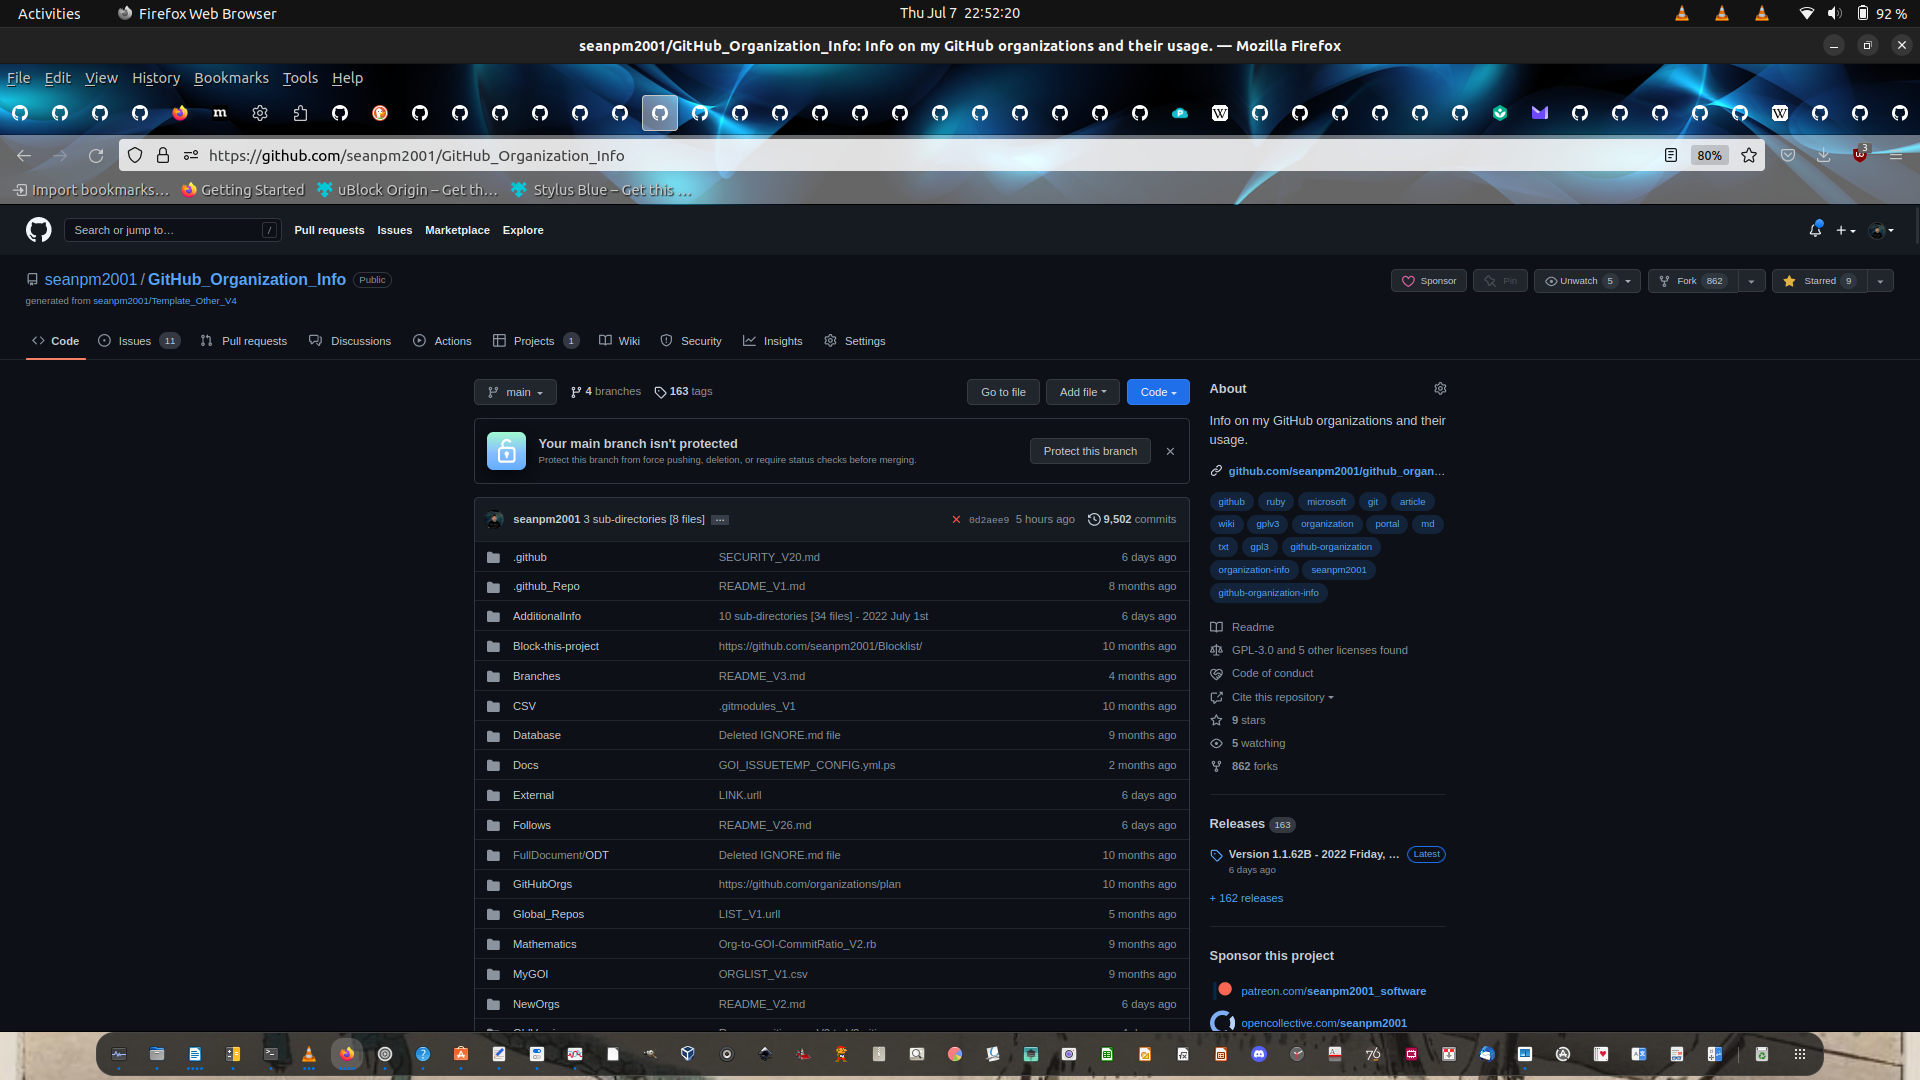 Activities Firefox Web Browser Thu Jul 7 22:52:20 92 %
seanpm2001/GitHub_Organization_Info: Info on my GitHub organizations and their usage. — Mozilla Firefox
File Edit View History Bookmarks Tools Help
https://github.com/seanpm2001/GitHub_Organization_Info 80% 3
Import bookmarks… Getting Started uBlock Origin – Get th… Stylus Blue – Get this …
Search or jump to… / Pull requests Issues Marketplace Explore
seanpm2001 / GitHub_Organization_Info Public
Sponsor Pin Unwatch 5 Fork 862 Starred 9
generated from seanpm2001/Template_Other_V4
Code Issues 11 Pull requests Discussions Actions Projects 1 Wiki Security Insights Settings
main 4 branches 163 tags Go to file Add file Code
Your main branch isn't protected
Protect this branch from force pushing, deletion, or require status checks before merging.
Protect this branch
seanpm2001 3 sub-directories [8 files] … 0d2aee9 5 hours ago 9,502 commits
.github SECURITY_V20.md 6 days ago
.github_Repo README_V1.md 8 months ago
AdditionalInfo 10 sub-directories [34 files] - 2022 July 1st 6 days ago
Block-this-project https://github.com/seanpm2001/Blocklist/ 10 months ago
Branches README_V3.md 4 months ago
CSV .gitmodules_V1 10 months ago
Database Deleted IGNORE.md file 9 months ago
Docs GOI_ISSUETEMP_CONFIG.yml.ps 2 months ago
External LINK.urll 6 days ago
Follows README_V26.md 6 days ago
FullDocument/ODT Deleted IGNORE.md file 10 months ago
GitHubOrgs https://github.com/organizations/plan 10 months ago
Global_Repos LIST_V1.urll 5 months ago
Mathematics Org-to-GOI-CommitRatio_V2.rb 9 months ago
MyGOI ORGLIST_V1.csv 9 months ago
NewOrgs README_V2.md 6 days ago
About
Info on my GitHub organizations and their
usage.
github.com/seanpm2001/github_organ…
github ruby microsoft git article
wiki gplv3 organization portal md
txt gpl3 github-organization
organization-info seanpm2001
github-organization-info
Readme
GPL-3.0 and 5 other licenses found
Code of conduct
Cite this repository
9 stars
5 watching
862 forks
Releases 163
Version 1.1.62B - 2022 Friday, … Latest
6 days ago
+ 162 releases
Sponsor this project
patreon.com/seanpm2001_software
opencollective.com/seanpm2001